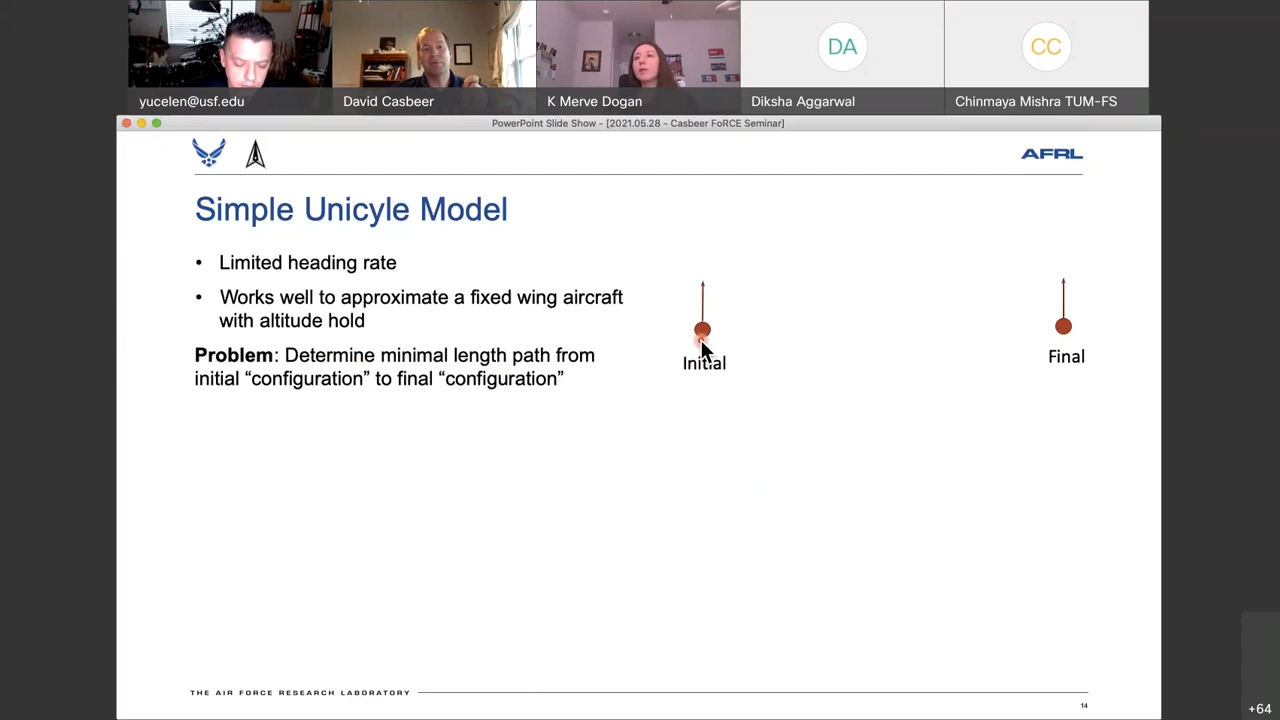 DA
CC
yucelen@usf.edu
David Casbeer
K Merve Dogan
Diksha Aggarwal
Chinmaya Mishra TUM-FS
PowerPoint Slide Show - [2021.05.28 – Casbeer FoRCE Seminar]
AFRL
Simple Unicyle Model
• Limited heading rate
• Works well to approximate a fixed wing aircraft
with altitude hold
Problem: Determine minimal length path from
initial “configuration” to final “configuration”
Initial
Final
THE AIR FORCE RESEARCH LABORATORY
14
+64